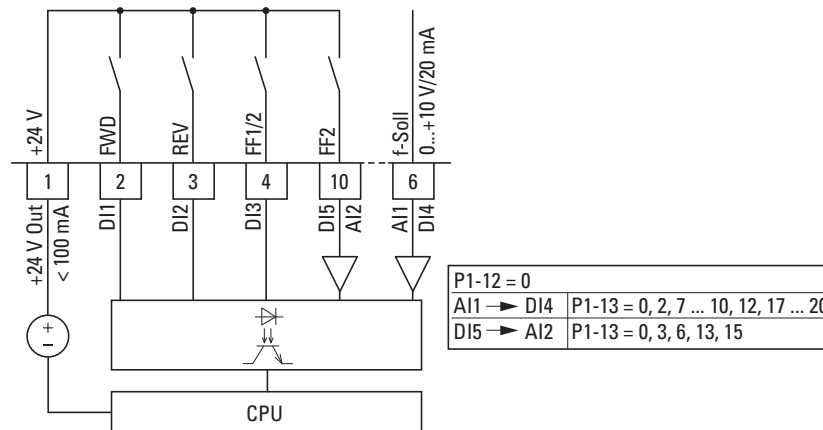 +24 V
FWD
REV
FF1/2
FF2
f-Soll
0...+10 V/20 mA
1
2
3
4
10
6
+24 V Out
< 100 mA
DI1
DI2
DI3
DI5
AI2
AI1
DI4
+
−
CPU
P1-12 = 0
AI1 → DI4 P1-13 = 0, 2, 7 ... 10, 12, 17 ... 20
DI5 → AI2 P1-13 = 0, 3, 6, 13, 15